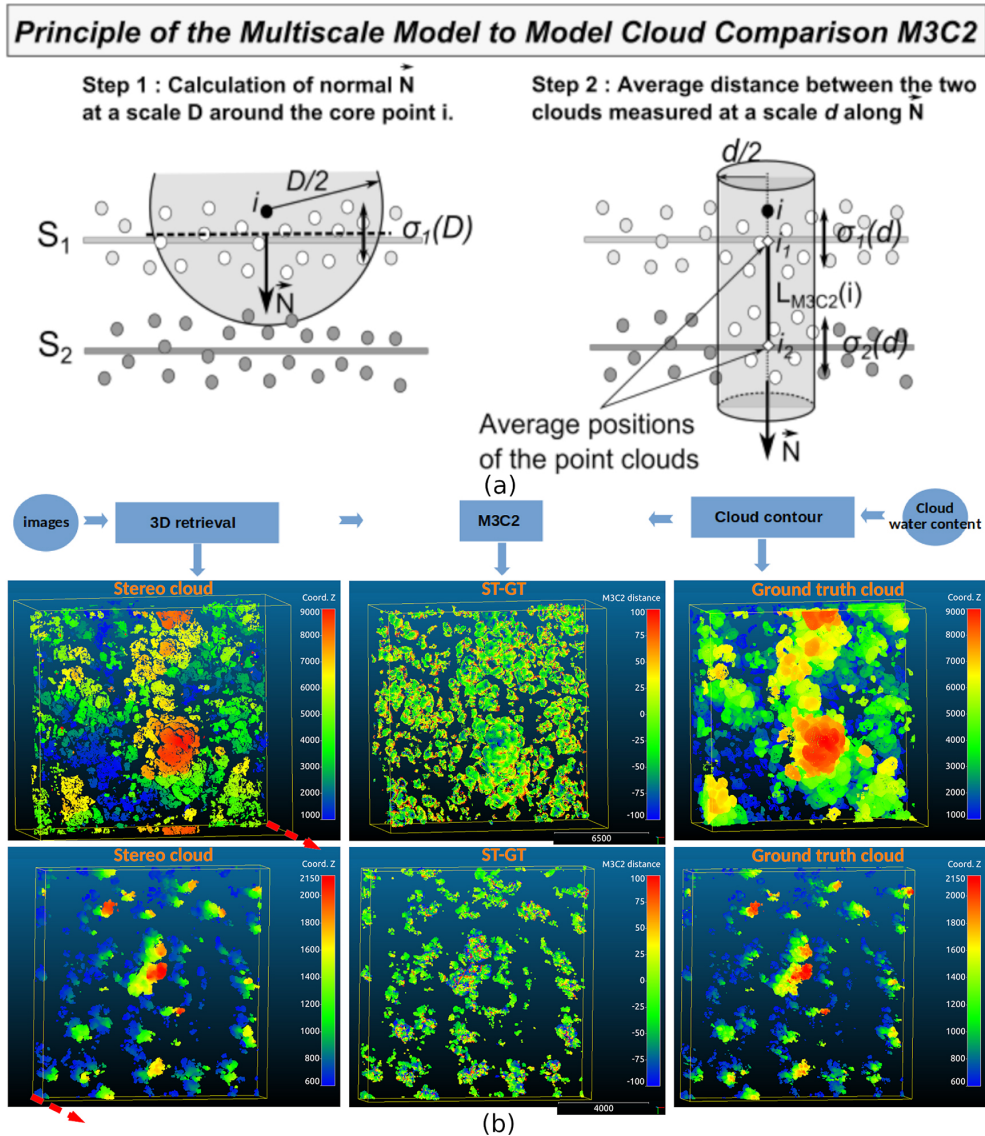 Principle of the Multiscale Model to Model Cloud Comparison M3C2
Step 1 : Calculation of normal N⃗
at a scale D around the core point i.
Step 2 : Average distance between the two
clouds measured at a scale d along N⃗
D/2
i
S₁
σ₁(D)
N⃗
S₂
d/2
i
σ₁(d)
i₁
L_M3C2(i)
i₂
σ₂(d)
Average positions
of the point clouds
N⃗
(a)
images
3D retrieval
M3C2
Cloud contour
Cloud
water content
Stereo cloud
Coord. Z
9000
8000
7000
6000
5000
4000
3000
2000
1000
ST-GT
M3C2 distance
100
75
50
25
0
-25
-50
-75
-100
6500
Ground truth cloud
Coord. Z
9000
8000
7000
6000
5000
4000
3000
2000
1000
Stereo cloud
Coord. Z
2150
2000
1800
1600
1400
1200
1000
800
600
ST-GT
M3C2 distance
100
75
50
25
0
-25
-50
-75
-100
4000
Ground truth cloud
Coord. Z
2150
2000
1800
1600
1400
1200
1000
800
600
(b)